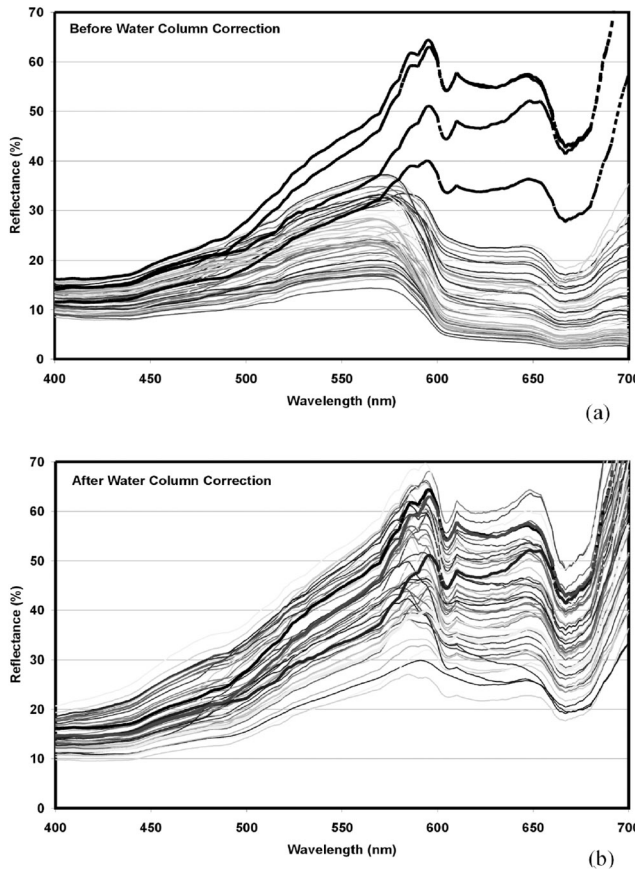 70
Before Water Column Correction
60
50
40
Reflectance (%)
30
20
10
0
400 450 500 550 600 650 700
Wavelength (nm)
(a)
70
After Water Column Correction
60
50
40
Reflectance (%)
30
20
10
0
400 450 500 550 600 650 700
Wavelength (nm)
(b)